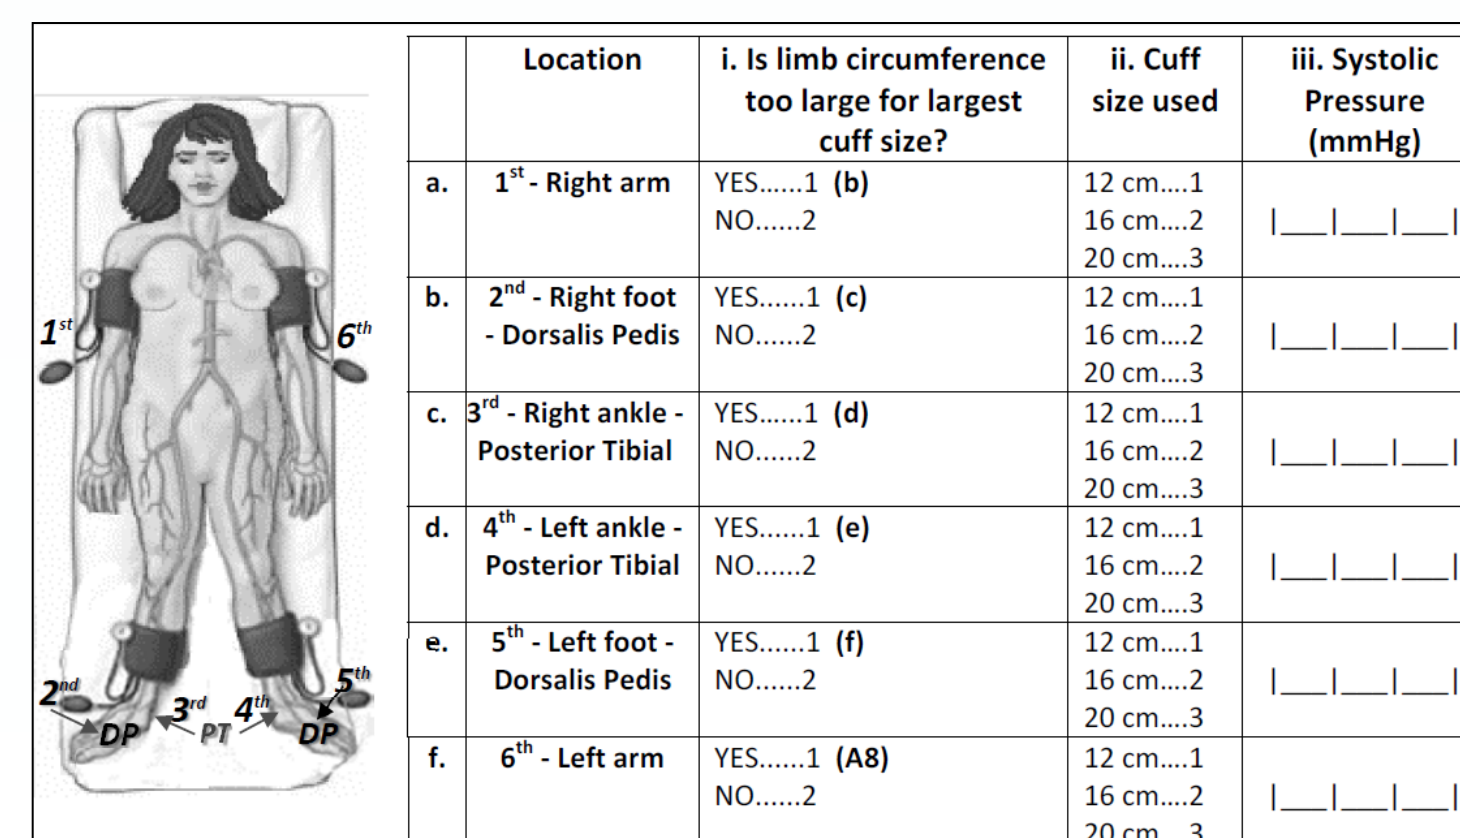 Location
i. Is limb circumference
too large for largest
cuff size?
ii. Cuff
size used
iii. Systolic
Pressure
(mmHg)
a.
1st - Right arm
YES......1 (b)
NO......2
12 cm....1
16 cm....2
20 cm....3
|___|___|___|
b.
2nd - Right foot
- Dorsalis Pedis
YES......1 (c)
NO......2
12 cm....1
16 cm....2
20 cm....3
|___|___|___|
c.
3rd - Right ankle -
Posterior Tibial
YES......1 (d)
NO......2
12 cm....1
16 cm....2
20 cm....3
|___|___|___|
d.
4th - Left ankle -
Posterior Tibial
YES......1 (e)
NO......2
12 cm....1
16 cm....2
20 cm....3
|___|___|___|
e.
5th - Left foot -
Dorsalis Pedis
YES......1 (f)
NO......2
12 cm....1
16 cm....2
20 cm....3
|___|___|___|
f.
6th - Left arm
YES......1 (A8)
NO......2
12 cm....1
16 cm....2
20 cm....3
|___|___|___|
1st
6th
2nd
3rd
4th
5th
DP
PT
DP